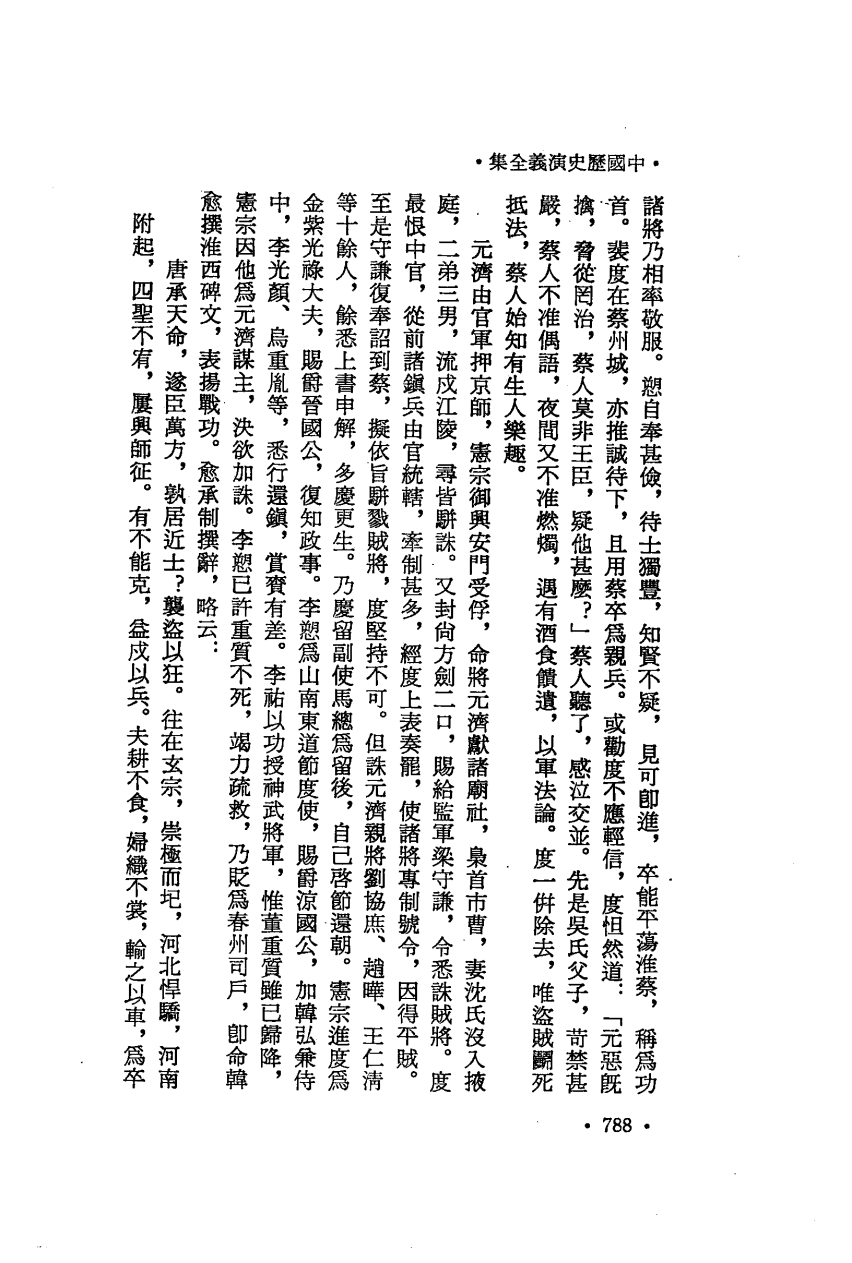 •中國歷史演義全集•
諸將乃相率敬服。愬自奉甚儉，待士獨豐，知賢不疑，見可卽進，卒能平蕩淮蔡，稱爲功
首。裴度在蔡州城，亦推誠待下，且用蔡卒爲親兵。或勸度不應輕信，度怛然道：「元惡旣
擒，脅從罔治，蔡人莫非王臣，疑他甚麼？」蔡人聽了，感泣交並。先是吳氏父子，苛禁甚
嚴，蔡人不准偶語，夜間又不准燃燭，遇有酒食饋遺，以軍法論。度一倂除去，唯盜賊鬭死
抵法，蔡人始知有生人樂趣。
元濟由官軍押京師，憲宗御興安門受俘，命將元濟獻諸廟社，梟首市曹，妻沈氏沒入掖
庭，二弟三男，流戍江陵，尋皆駢誅。又封尙方劍二口，賜給監軍梁守謙，令悉誅賊將。度
最恨中官，從前諸鎭兵由官統轄，牽制甚多，經度上表奏罷，使諸將專制號令，因得平賊。
至是守謙復奉詔到蔡，擬依旨駢戮賊將，度堅持不可。但誅元濟親將劉協庶、趙曄、王仁淸
等十餘人，餘悉上書申解，多慶更生。乃慶留副使馬總爲留後，自己啓節還朝。憲宗進度爲
金紫光祿大夫，賜爵晉國公，復知政事。李愬爲山南東道節度使，賜爵涼國公，加韓弘兼侍
中，李光顏、烏重胤等，悉行還鎭，賞賚有差。李祐以功授神武將軍，惟董重質雖已歸降，
憲宗因他爲元濟謀主，決欲加誅。李愬已許重質不死，竭力疏救，乃貶爲春州司戶，卽命韓
愈撰淮西碑文，表揚戰功。愈承制撰辭，略云：
唐承天命，遂臣萬方，孰居近士？襲盜以狂。往在玄宗，崇極而圮，河北悍驕，河南
附起，四聖不宥，屢興師征。有不能克，益戍以兵。夫耕不食，婦織不裳，輸之以車，爲卒
•788•